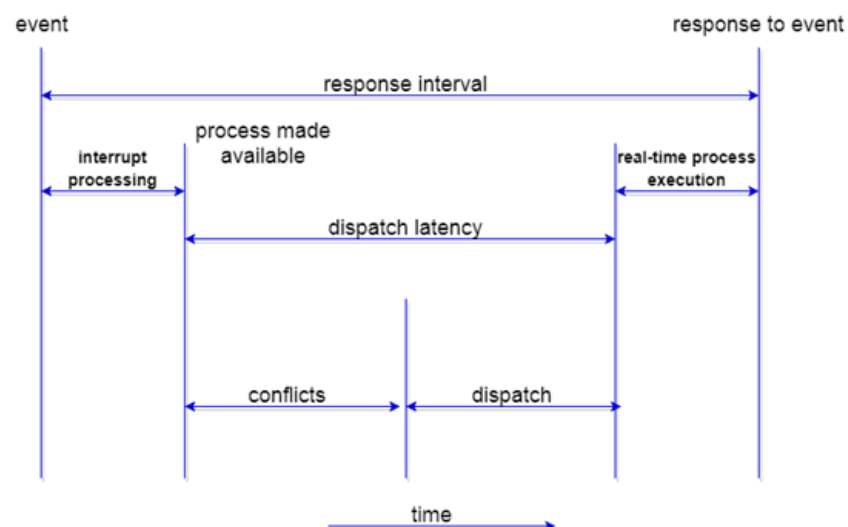 event
response to event
response interval
process made
available
interrupt
processing
real-time process
execution
dispatch latency
conflicts
dispatch
time